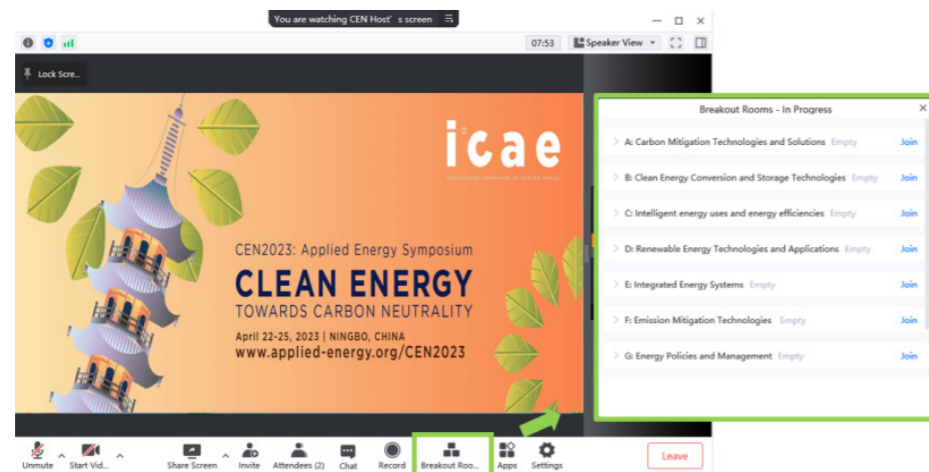 You are watching CEN Host's screen
07:53
Speaker View
Lock Scre...
icae
International Conference on Applied Energy
CEN2023: Applied Energy Symposium
CLEAN ENERGY
TOWARDS CARBON NEUTRALITY
April 22-25, 2023 | NINGBO, CHINA
www.applied-energy.org/CEN2023
Breakout Rooms - In Progress
A: Carbon Mitigation Technologies and Solutions Empty Join
B: Clean Energy Conversion and Storage Technologies Empty Join
C: Intelligent energy uses and energy efficiencies Empty Join
D: Renewable Energy Technologies and Applications Empty Join
E: Integrated Energy Systems Empty Join
F: Emission Mitigation Technologies Empty Join
G: Energy Policies and Management Empty Join
Unmute Start Vid... Share Screen Invite Attendees (2) Chat Record Breakout Roo... Apps Settings Leave